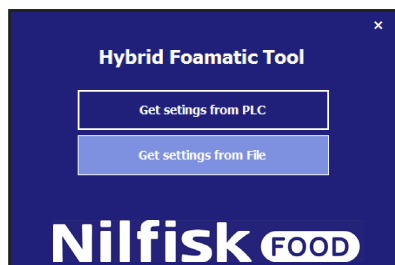 ×
Hybrid Foamatic Tool
Get setings from PLC
Get settings from File
Nilfisk FOOD